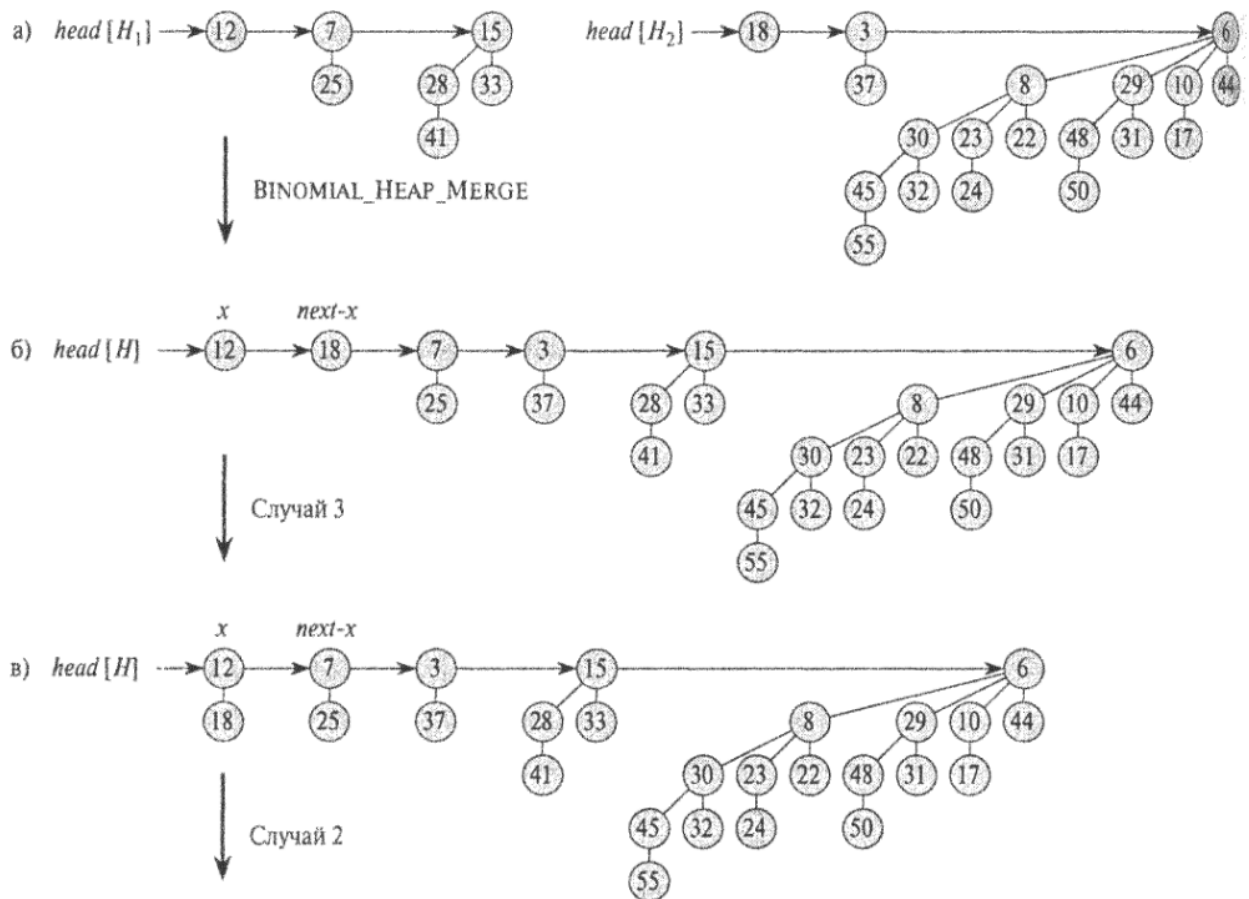 а) head [H₁] 12 7 15 head [H₂] 18 3 6
25 28 33 37 8 29 10 44
41 30 23 22 48 31 17
BINOMIAL_HEAP_MERGE 45 32 24 50
55
x next-x
б) head [H] 12 18 7 3 15 6
25 37 28 33 8 29 10 44
41 30 23 22 48 31 17
Случай 3 45 32 24 50
55
x next-x
в) head [H] 12 7 3 15 6
18 25 37 28 33 8 29 10 44
41 30 23 22 48 31 17
Случай 2 45 32 24 50
55